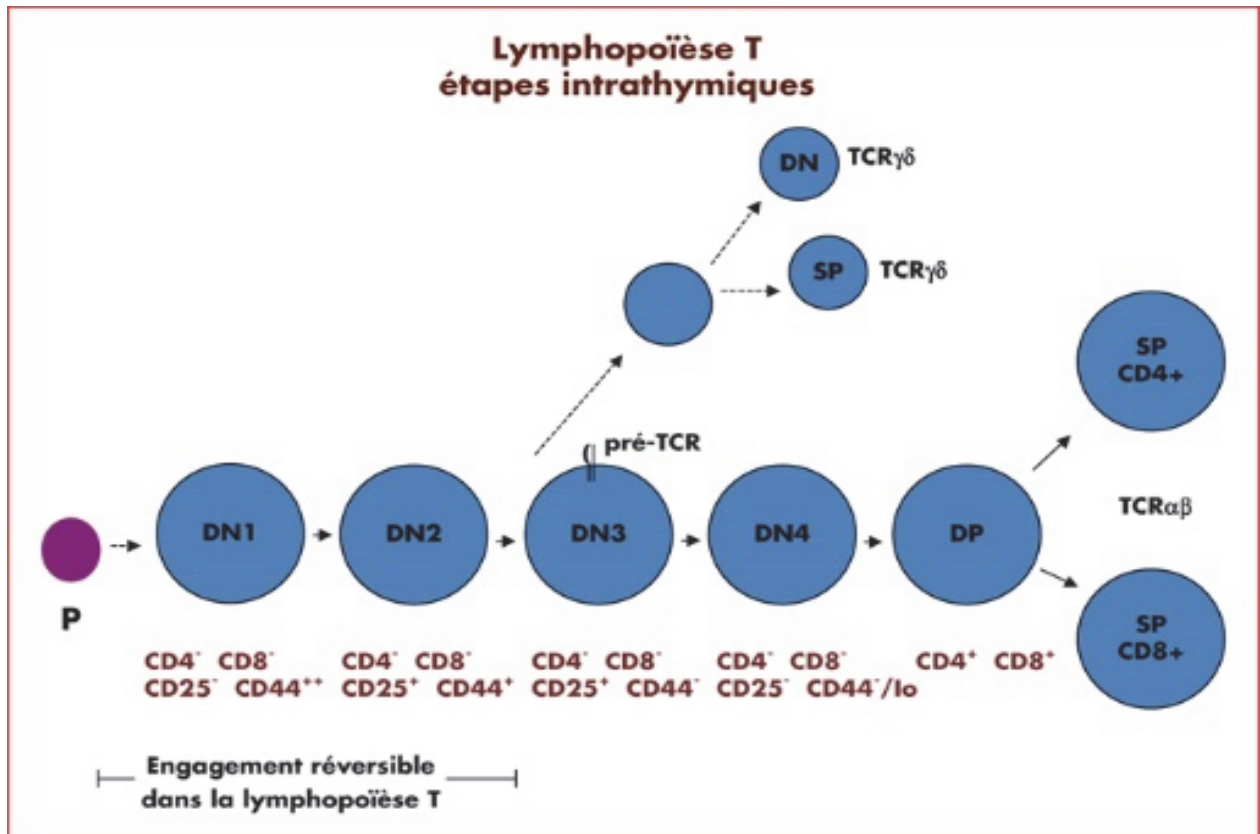 Lymphopoïèse T
étapes intrathymiques
DN
TCRγδ
SP
TCRγδ
SP
CD4+
pré-TCR
TCRαβ
P
DN1
DN2
DN3
DN4
DP
SP
CD8+
CD4⁻ CD8⁻
CD25⁻ CD44⁺⁺
CD4⁻ CD8⁻
CD25⁺ CD44⁺
CD4⁻ CD8⁻
CD25⁺ CD44⁻
CD4⁻ CD8⁻
CD25⁻ CD44⁻/lo
CD4⁺ CD8⁺
Engagement réversible
dans la lymphopoïèse T